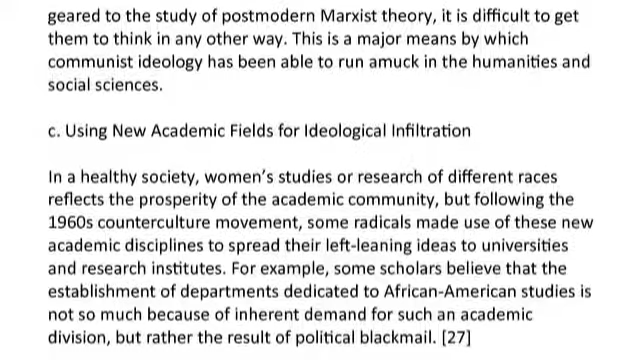 geared to the study of postmodern Marxist theory, it is difficult to get
them to think in any other way. This is a major means by which
communist ideology has been able to run amuck in the humanities and
social sciences.
c. Using New Academic Fields for Ideological Infiltration
In a healthy society, women’s studies or research of different races
reflects the prosperity of the academic community, but following the
1960s counterculture movement, some radicals made use of these new
academic disciplines to spread their left-leaning ideas to universities
and research institutes. For example, some scholars believe that the
establishment of departments dedicated to African-American studies is
not so much because of inherent demand for such an academic
division, but rather the result of political blackmail. [27]